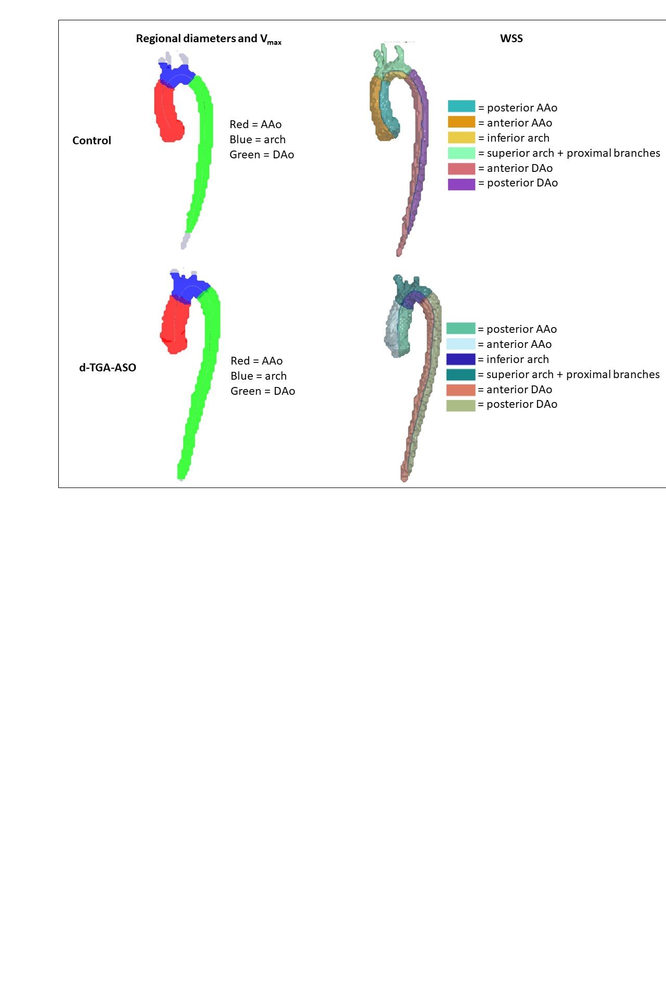 Regional diameters and Vmax
WSS
Control
Red = AAo
Blue = arch
Green = DAo
= posterior AAo
= anterior AAo
= inferior arch
= superior arch + proximal branches
= anterior DAo
= posterior DAo
d-TGA-ASO
Red = AAo
Blue = arch
Green = DAo
= posterior AAo
= anterior AAo
= inferior arch
= superior arch + proximal branches
= anterior DAo
= posterior DAo